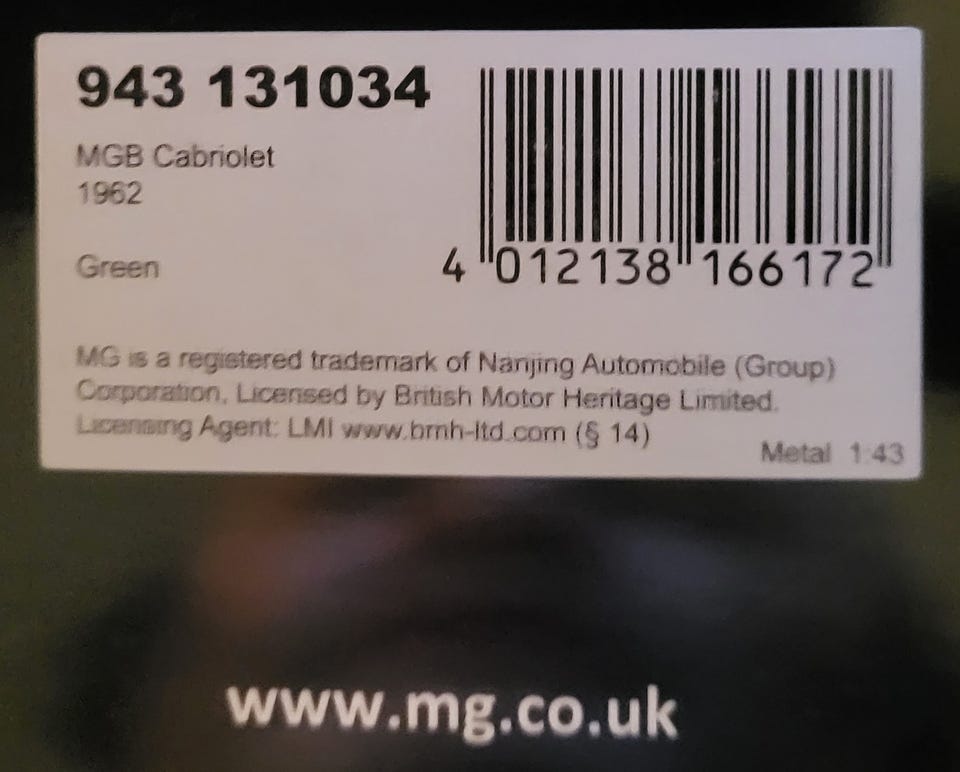 943 131034
MGB Cabriolet
1962
Green
4 012138 166172
MG is a registered trademark of Nanjing Automobile (Group)
Corporation, Licensed by British Motor Heritage Limited.
Licensing Agent: LMI www.bmh-ltd.com (§ 14)
Metal 1:43
www.mg.co.uk